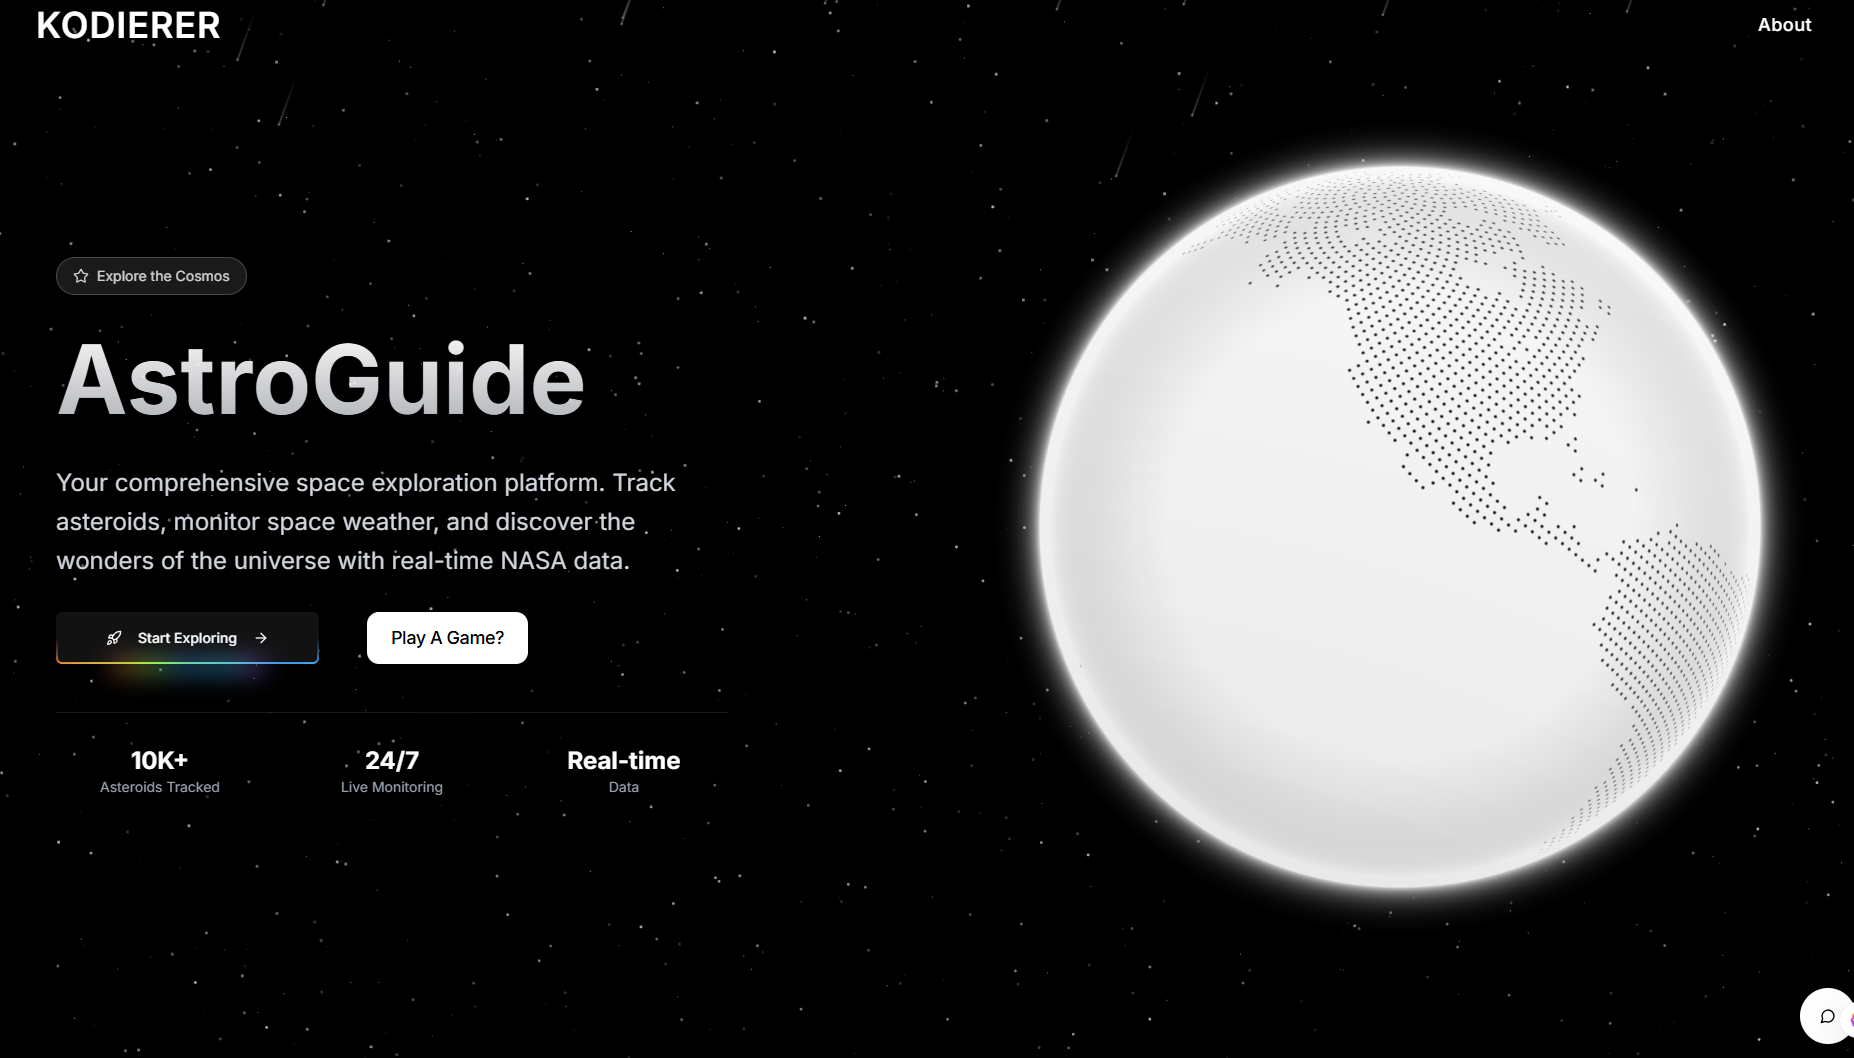 KODIERER
About
Explore the Cosmos
AstroGuide
Your comprehensive space exploration platform. Track
asteroids, monitor space weather, and discover the
wonders of the universe with real-time NASA data.
Start Exploring
Play A Game?
10K+
24/7
Real-time
Asteroids Tracked
Live Monitoring
Data